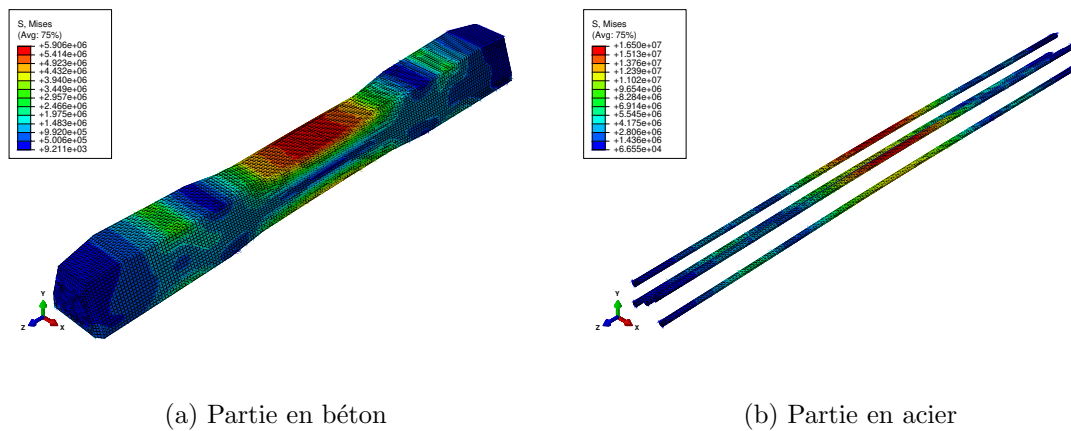 S, Mises
(Avg: 75%)
+5.906e+06
+5.414e+06
+4.923e+06
+4.432e+06
+3.940e+06
+3.449e+06
+2.957e+06
+2.466e+06
+1.975e+06
+1.483e+06
+9.920e+05
+5.006e+05
+9.211e+03
Y
Z
X
S, Mises
(Avg: 75%)
+1.650e+07
+1.513e+07
+1.376e+07
+1.239e+07
+1.102e+07
+9.654e+06
+8.284e+06
+6.914e+06
+5.545e+06
+4.175e+06
+2.806e+06
+1.436e+06
+6.655e+04
Y
Z
X
(a) Partie en béton
(b) Partie en acier